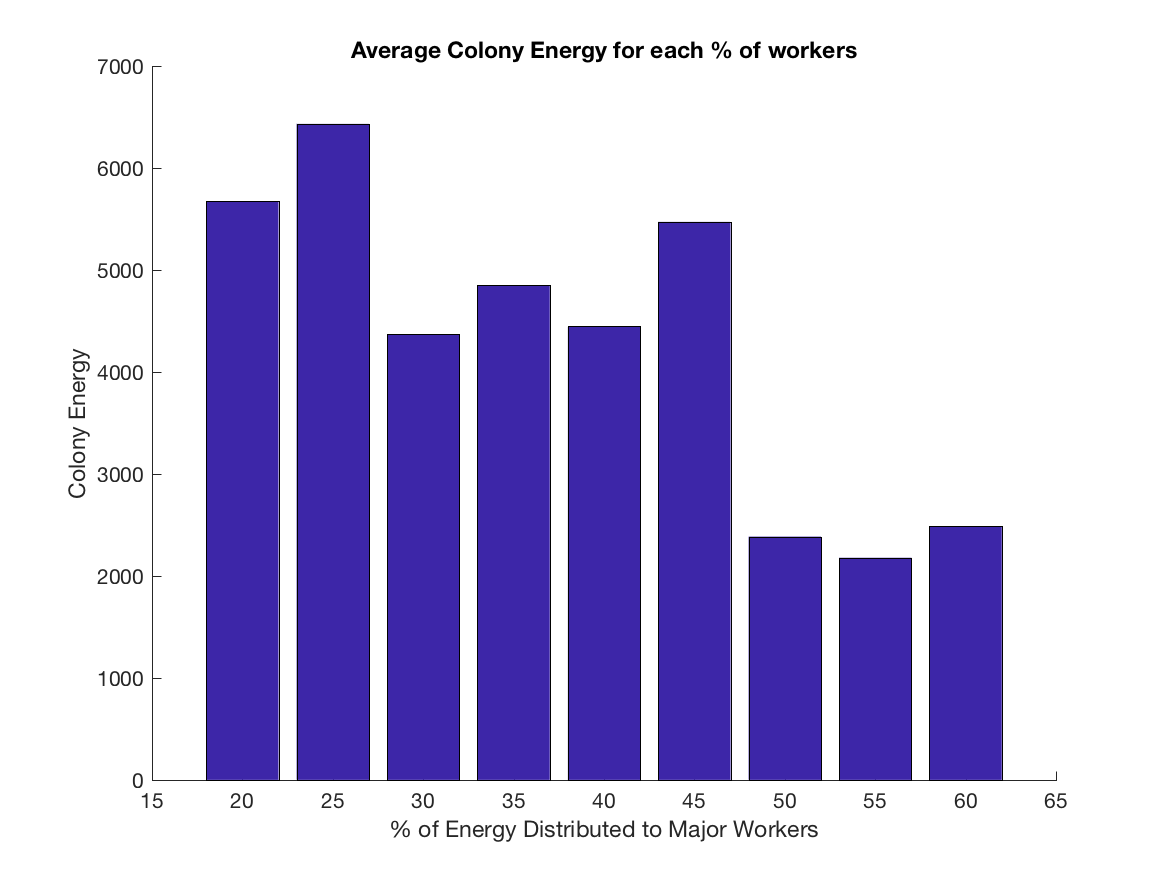 Average Colony Energy for each % of workers
7000
6000
5000
4000
3000
2000
1000
0
Colony Energy
15 20 25 30 35 40 45 50 55 60 65
% of Energy Distributed to Major Workers